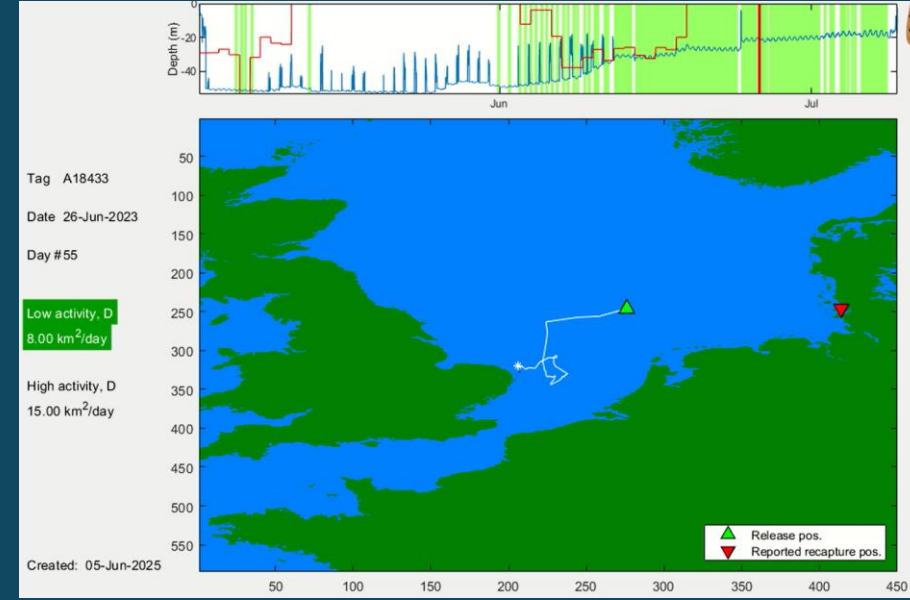 0
-20
-40
Depth (m)
Jun
Jul
Tag A18433
Date 26-Jun-2023
Day #55
Low activity, D
8.00 km²/day
High activity, D
15.00 km²/day
Created: 05-Jun-2025
50
100
150
200
250
300
350
400
450
500
550
50
100
150
200
250
300
350
400
450
Release pos.
Reported recapture pos.